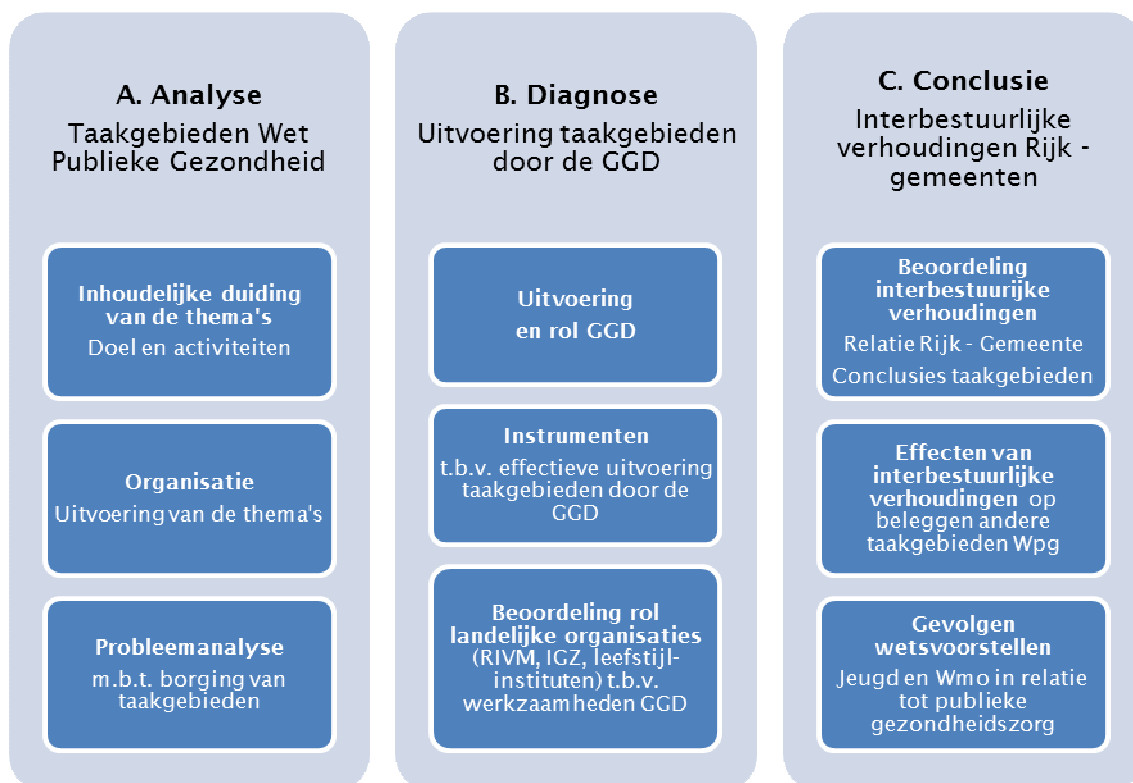 A. Analyse
Taakgebieden Wet
Publieke Gezondheid
Inhoudelijke duiding
van de thema's
Doel en activiteiten
Organisatie
Uitvoering van de thema's
Probleemanalyse
m.b.t. borging van
taakgebieden
B. Diagnose
Uitvoering taakgebieden
door de GGD
Uitvoering
en rol GGD
Instrumenten
t.b.v. effectieve uitvoering
taakgebieden door de
GGD
Beoordeling rol
landelijke organisaties
(RIVM, IGZ, leefstijl-
instituten) t.b.v.
werkzaamheden GGD
C. Conclusie
Interbestuurlijke
verhoudingen Rijk -
gemeenten
Beoordeling
interbestuurijke
verhoudingen
Relatie Rijk - Gemeente
Conclusies taakgebieden
Effecten van
interbestuurlijke
verhoudingen op
beleggen andere
taakgebieden Wpg
Gevolgen
wetsvoorstellen
Jeugd en Wmo in relatie
tot publieke
gezondheidszorg